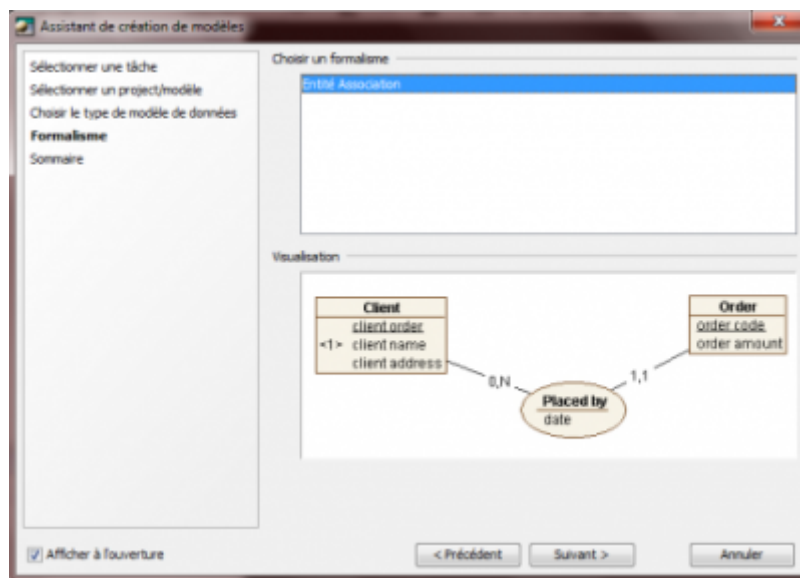 Assistant de création de modèles
Sélectionner une tâche
Sélectionner un project/modèle
Choisir le type de modèle de données
Formalisme
Sommaire
Choisir un formalisme
Entité Association
Visualisation
Client
client order
<1> client name
client address
Order
order code
order amount
0,N
1,1
Placed by
date
Afficher à l'ouverture
< Précédent
Suivant >
Annuler